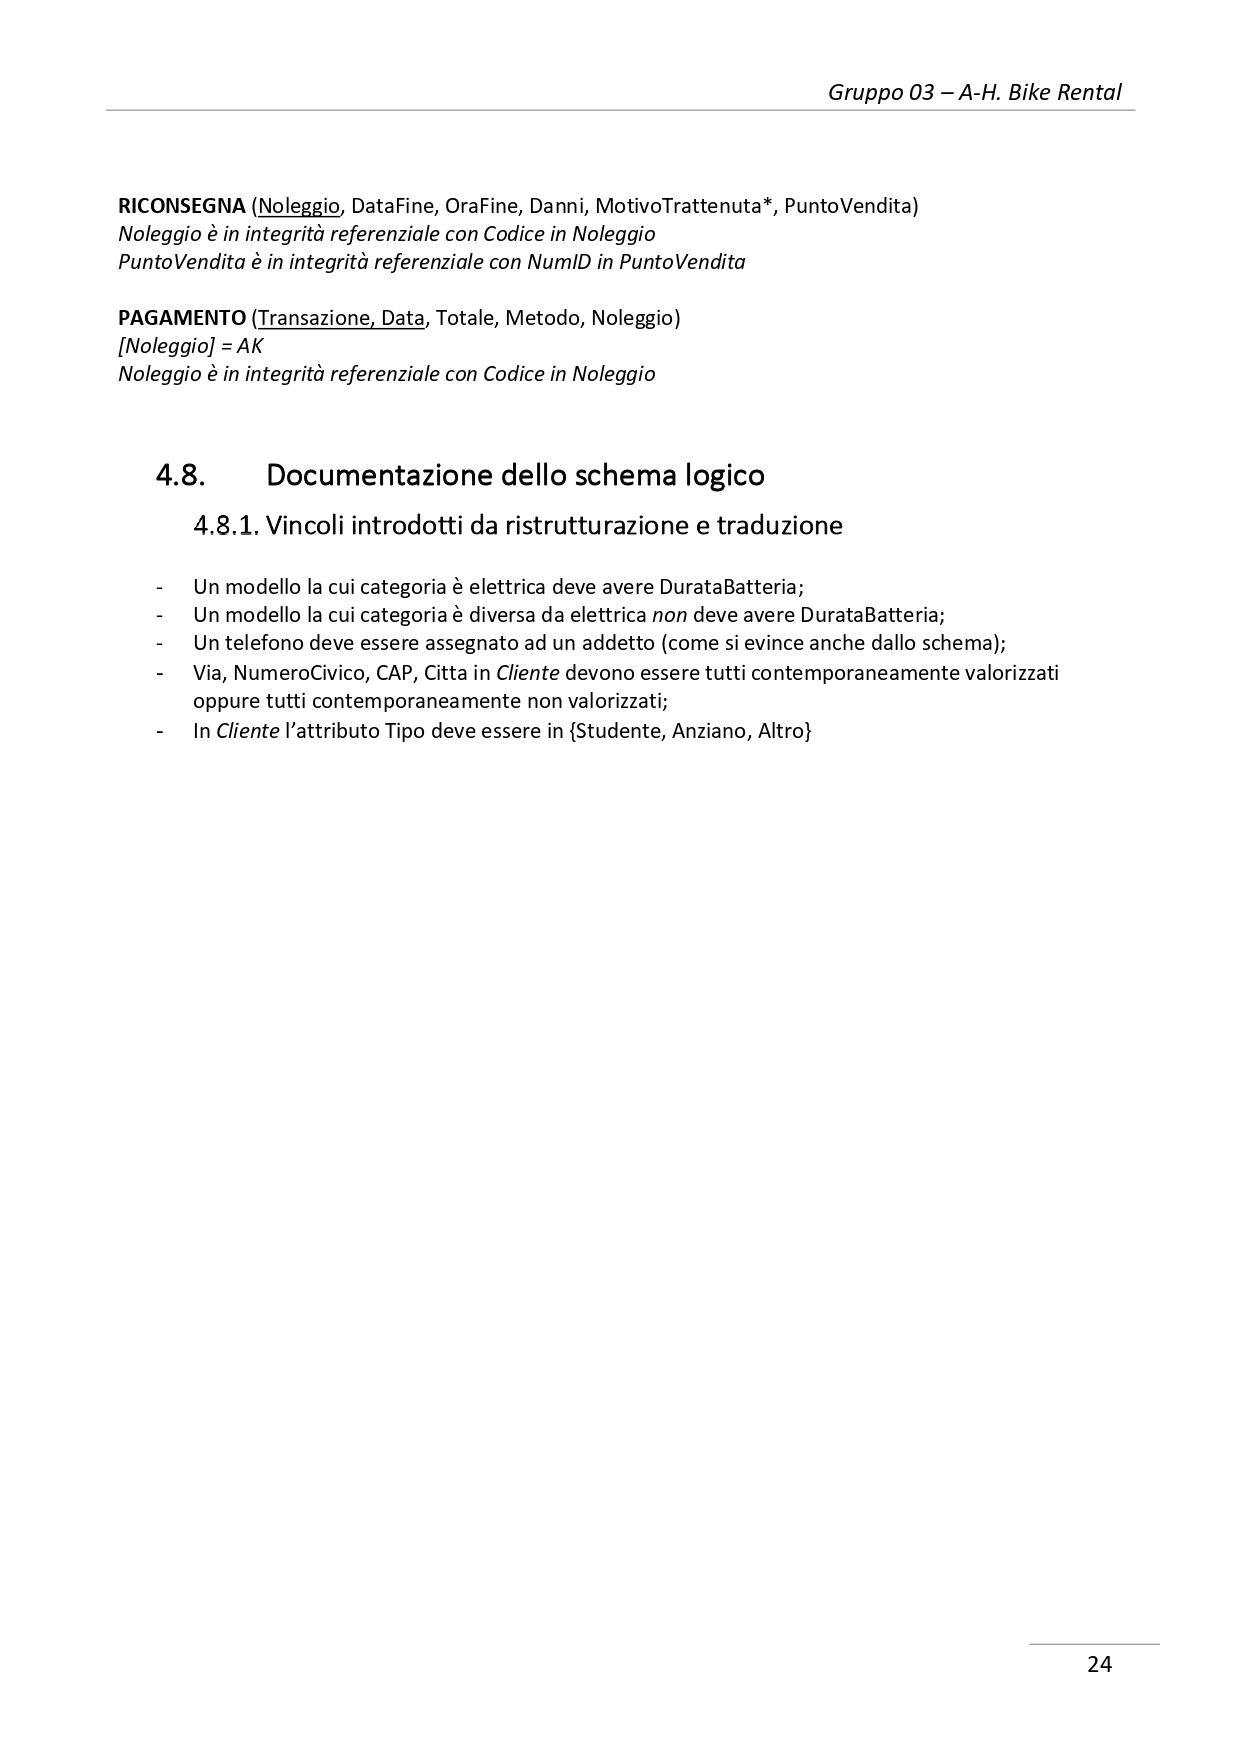 Gruppo 03 – A-H. Bike Rental
RICONSEGNA (Noleggio, DataFine, OraFine, Danni, MotivoTrattenuta*, PuntoVendita)
Noleggio è in integrità referenziale con Codice in Noleggio
PuntoVendita è in integrità referenziale con NumID in PuntoVendita
PAGAMENTO (Transazione, Data, Totale, Metodo, Noleggio)
[Noleggio] = AK
Noleggio è in integrità referenziale con Codice in Noleggio
4.8. Documentazione dello schema logico
4.8.1. Vincoli introdotti da ristrutturazione e traduzione
- Un modello la cui categoria è elettrica deve avere DurataBatteria;
- Un modello la cui categoria è diversa da elettrica non deve avere DurataBatteria;
- Un telefono deve essere assegnato ad un addetto (come si evince anche dallo schema);
- Via, NumeroCivico, CAP, Citta in Cliente devono essere tutti contemporaneamente valorizzati
oppure tutti contemporaneamente non valorizzati;
- In Cliente l’attributo Tipo deve essere in {Studente, Anziano, Altro}
24